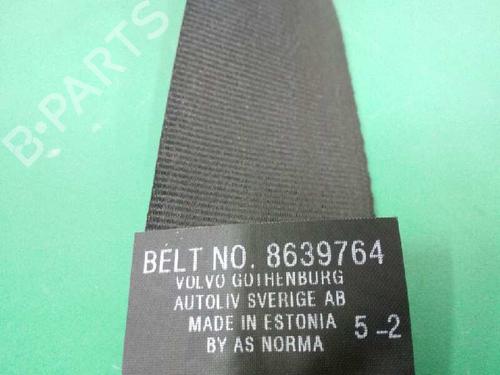 B-PARTS
BELT NO. 8639764
VOLVO GOTHENBURG
AUTOLIV SVERIGE AB
MADE IN ESTONIA 5-2
BY AS NORMA